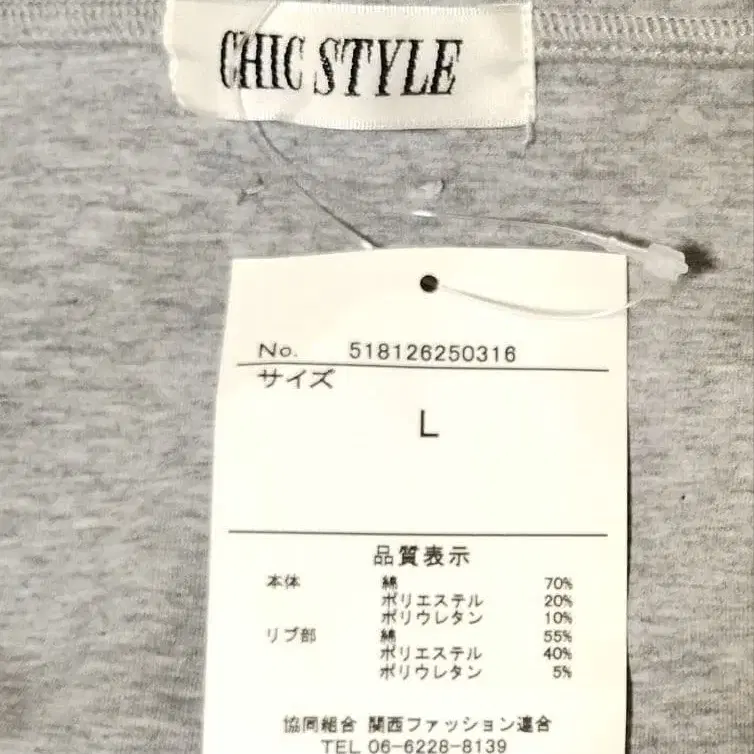 CHIC STYLE
No. 518126250316
サイズ
L
品質表示
本体 綿 70%
ポリエステル 20%
ポリウレタン 10%
リブ部 綿 55%
ポリエステル 40%
ポリウレタン 5%
協同組合 関西ファッション連合
TEL 06-6228-8139